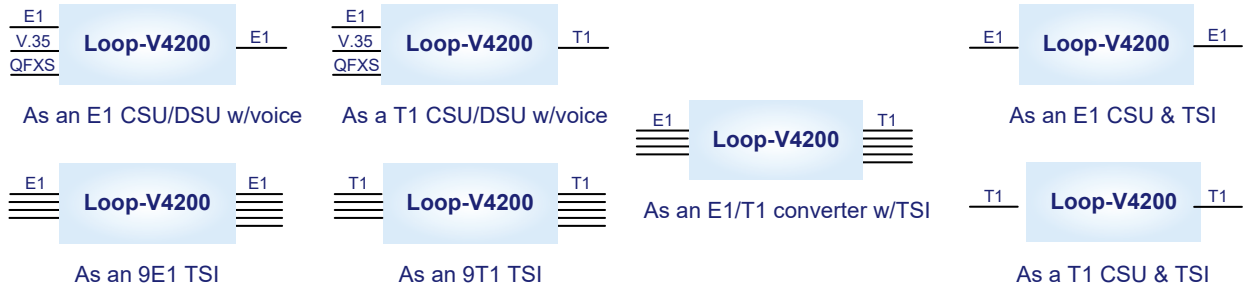 E1
V.35
QFXS
Loop-V4200
E1
As an E1 CSU/DSU w/voice
E1
V.35
QFXS
Loop-V4200
T1
As a T1 CSU/DSU w/voice
E1
Loop-V4200
E1
As an E1 CSU & TSI
E1
Loop-V4200
T1
As an E1/T1 converter w/TSI
E1
Loop-V4200
E1
As an 9E1 TSI
T1
Loop-V4200
T1
As an 9T1 TSI
T1
Loop-V4200
T1
As a T1 CSU & TSI